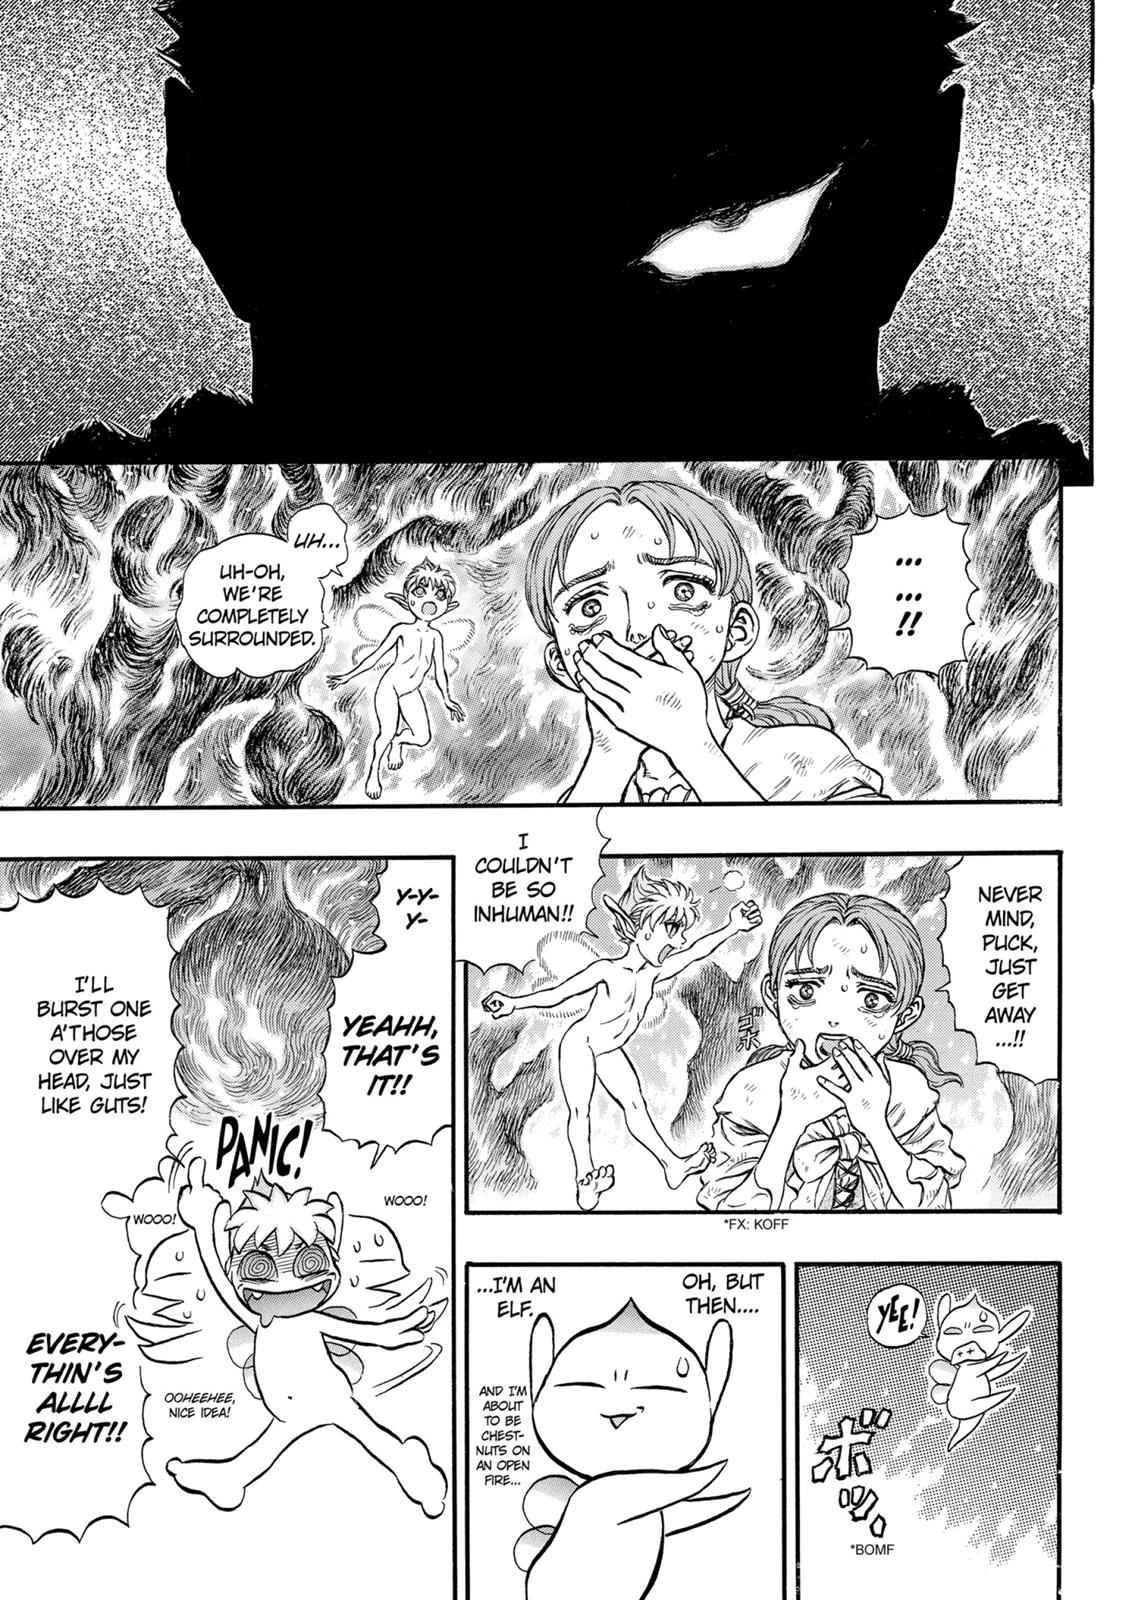 ...
...
!!
UH...
UH-OH,
WE'RE
COMPLETELY
SURROUNDED.
NEVER
MIND,
PUCK,
JUST
GET
AWAY
...!!
ゴホ
I
COULDN'T
BE SO
INHUMAN!!
*FX: KOFF
Y-Y-
Y-
YEAHH,
THAT'S
IT!!
I'LL
BURST ONE
A'THOSE
OVER MY
HEAD, JUST
LIKE GUTS!
PANIC!
WOOO!
WOOO!
EVERY-
THIN'S
ALLLL
RIGHT!!
OOHEEHEE,
NICE IDEA!
YEE!
ボッ
*BOMF
OH, BUT
THEN....
...I'M AN
ELF.
AND I'M
ABOUT
TO BE
CHEST-
NUTS ON
AN OPEN
FIRE...